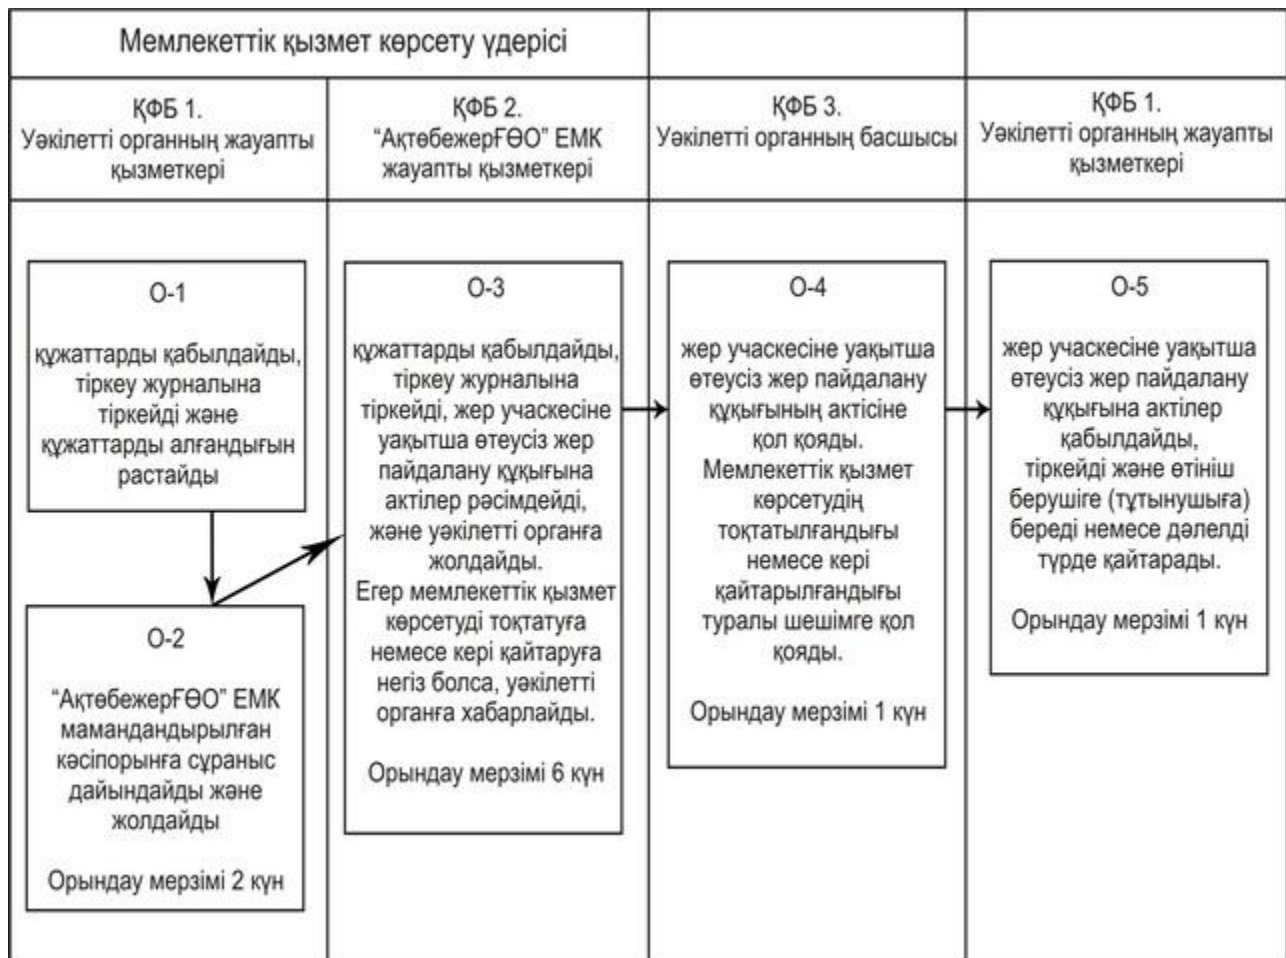 Мемлекеттік қызмет көрсету үдерісі
ҚФБ 1.
Уәкілетті органның жауапты
қызметкері
ҚФБ 2.
“АқтөбежерҒӨО” ЕМК
жауапты қызметкері
ҚФБ 3.
Уәкілетті органның басшысы
ҚФБ 1.
Уәкілетті органның жауапты
қызметкері
О-1
құжаттарды қабылдайды,
тіркеу журналына
тіркейді және
құжаттарды алғандығын
растайды
О-2
“АқтөбежерҒӨО” ЕМК
мамандандырылған
кәсіпорынға сұраныс
дайындайды және
жолдайды
Орындау мерзімі 2 күн
О-3
құжаттарды қабылдайды,
тіркеу журналына
тіркейді, жер учаскесіне
уақытша өтеусіз жер
пайдалану құқығына
актілер рәсімдейді,
және уәкілетті органға
жолдайды.
Егер мемлекеттік қызмет
көрсетуді тоқтатуға
немесе кері қайтаруға
негіз болса, уәкілетті
органға хабарлайды.
Орындау мерзімі 6 күн
О-4
жер учаскесіне уақытша
өтеусіз жер пайдалану
құқығының актісіне
қол қояды.
Мемлекеттік қызмет
көрсетудің
тоқтатылғандығы
немесе кері
қайтарылғандығы
туралы шешімге қол
қояды.
Орындау мерзімі 1 күн
О-5
жер учаскесіне уақытша
өтеусіз жер пайдалану
құқығына актілер
қабылдайды,
тіркейді және өтініш
берушіге (тұтынушыға)
береді немесе дәлелді
түрде қайтарады.
Орындау мерзімі 1 күн